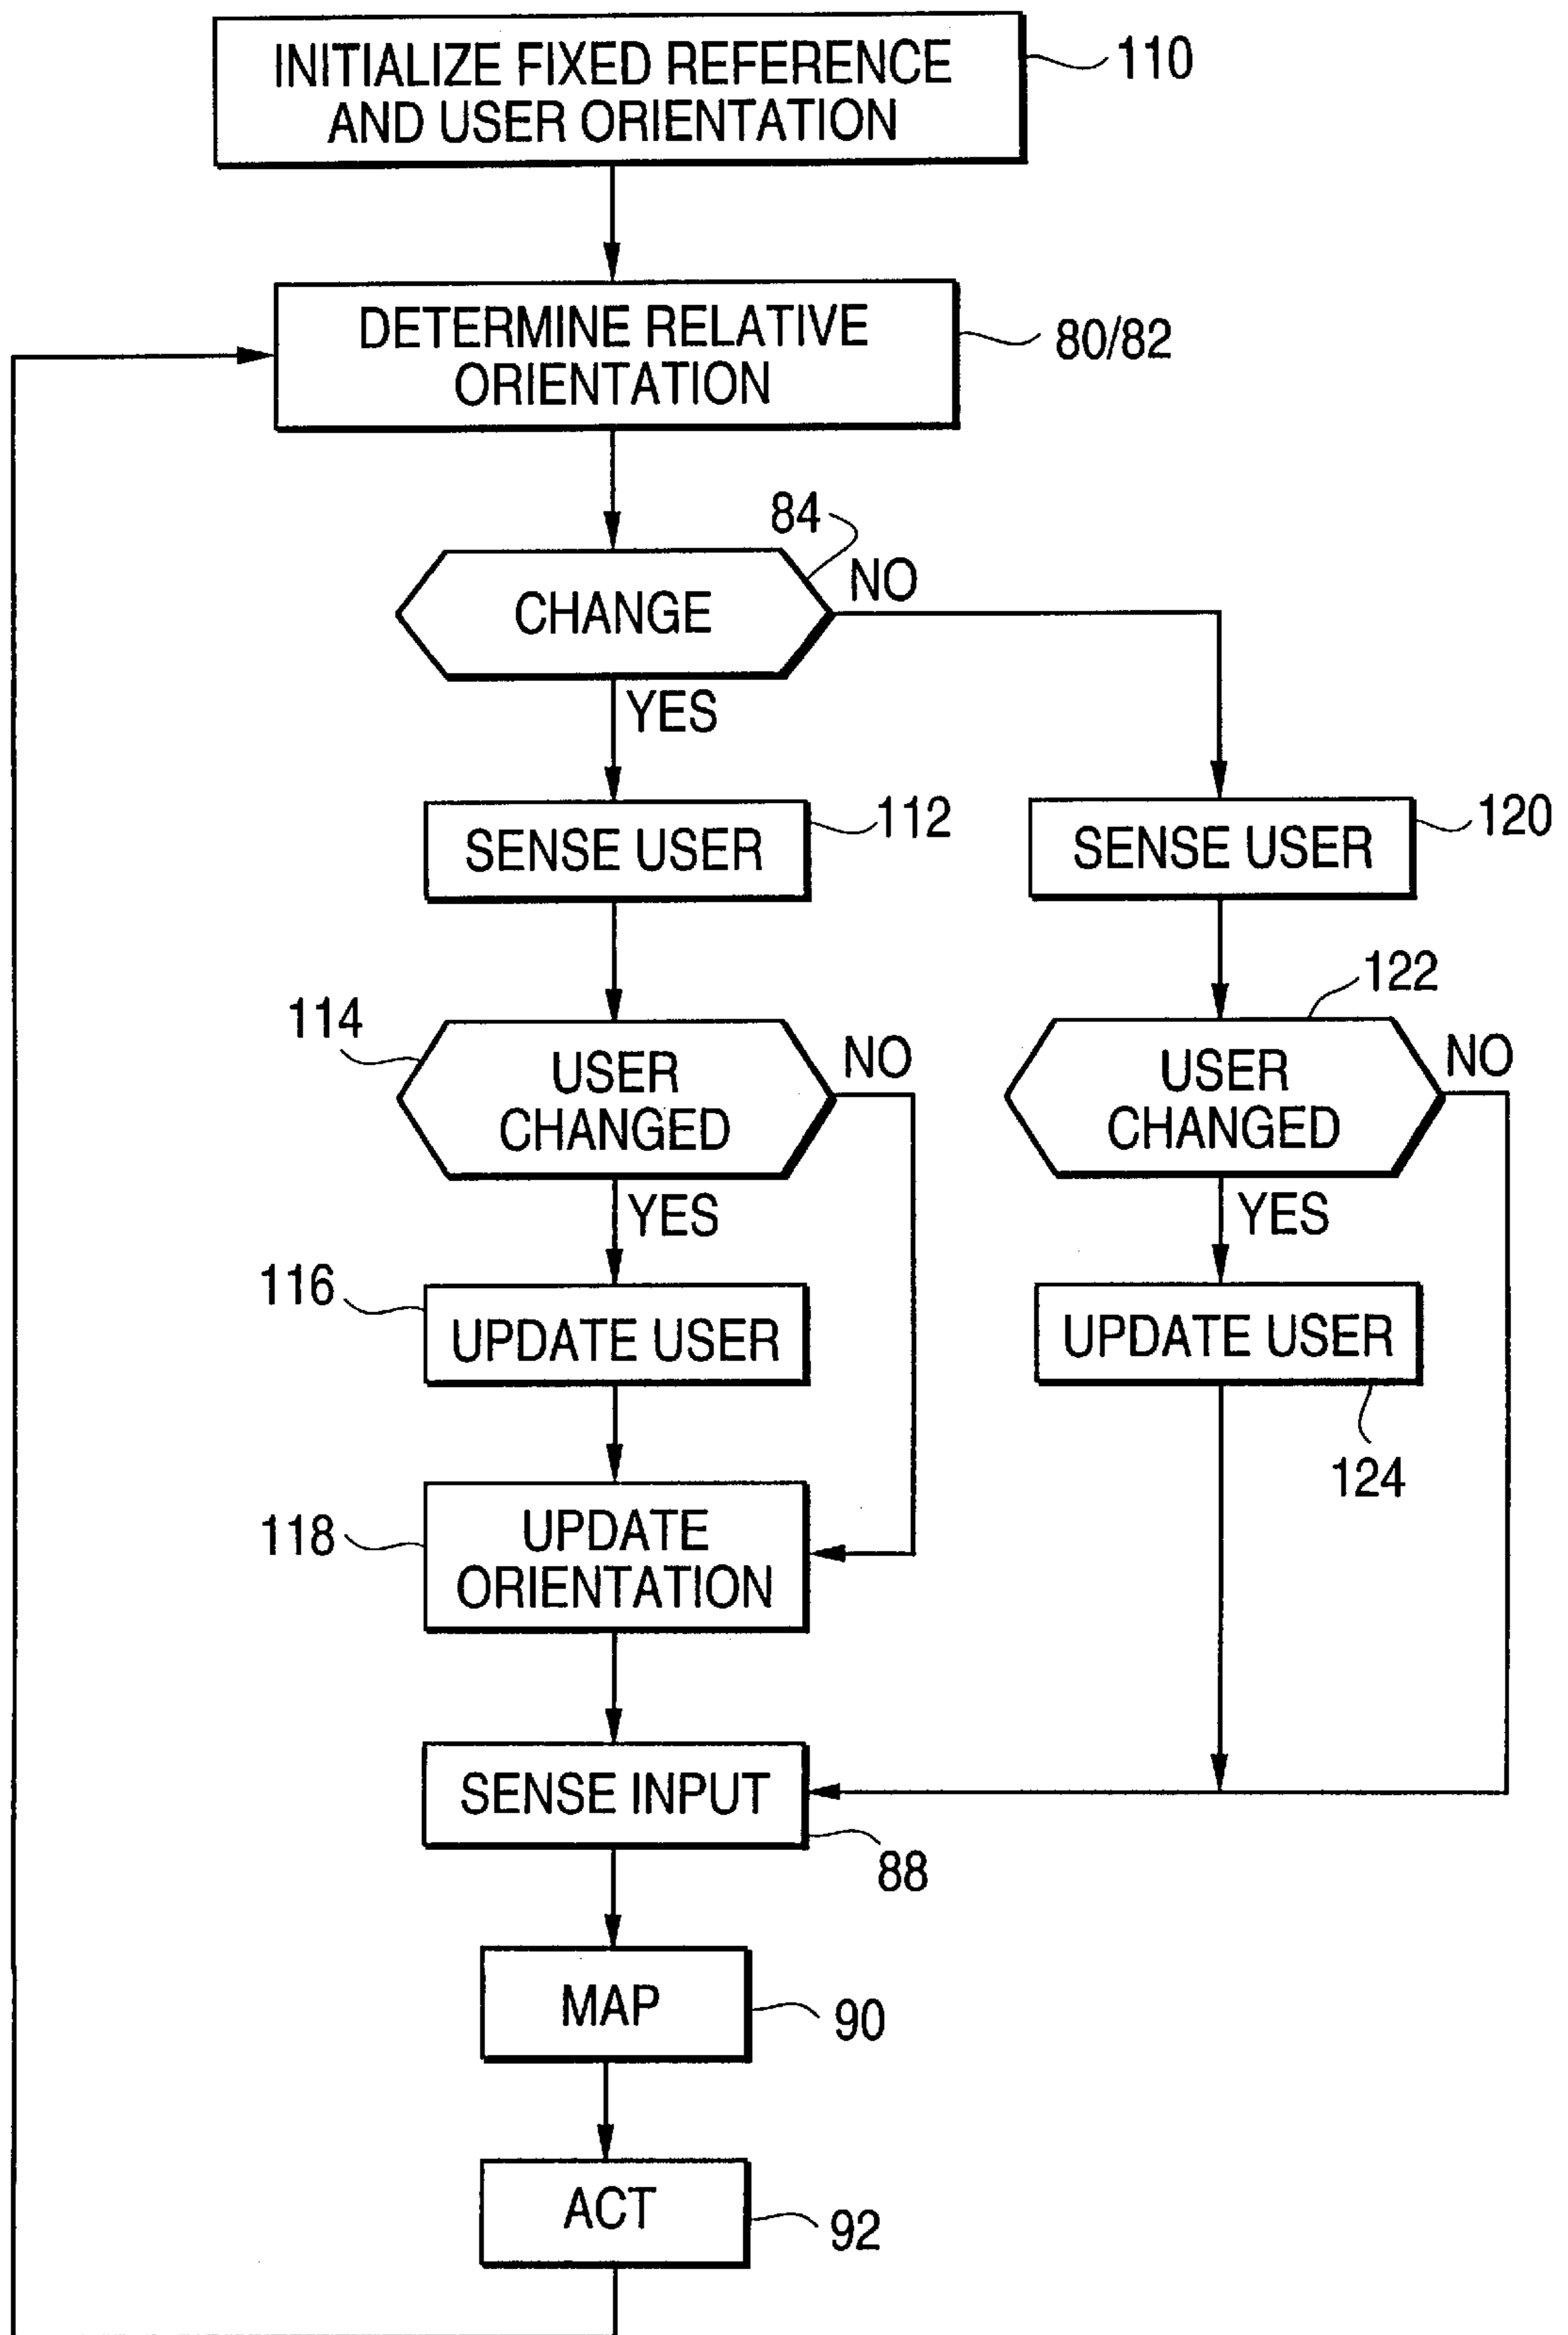 INITIALIZE FIXED REFERENCE
AND USER ORIENTATION
110
DETERMINE RELATIVE
ORIENTATION
80/82
84
CHANGE
NO
YES
SENSE USER
112
SENSE USER
120
114
USER
CHANGED
NO
122
USER
CHANGED
NO
YES
YES
116
UPDATE USER
UPDATE USER
124
118
UPDATE
ORIENTATION
SENSE INPUT
88
MAP
90
ACT
92